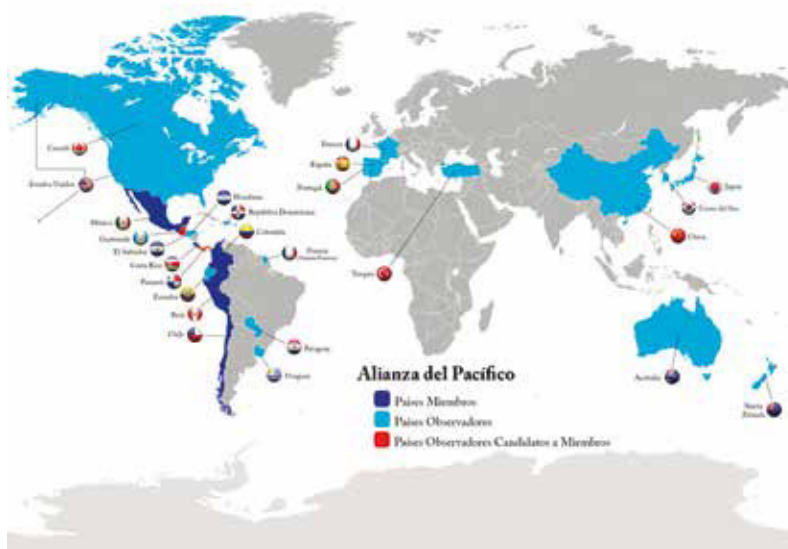 Canadá
Estados Unidos
México
Guatemala
El Salvador
Costa Rica
Panamá
Ecuador
Perú
Chile
Honduras
República Dominicana
Colombia
Francia
Paraguay
Uruguay
Francia
España
Portugal
Turquía
Japón
Corea del Sur
China
Australia
Nueva
Zelanda
Alianza del Pacífico
Países Miembros
Países Observadores
Países Observadores Candidatos a Miembros